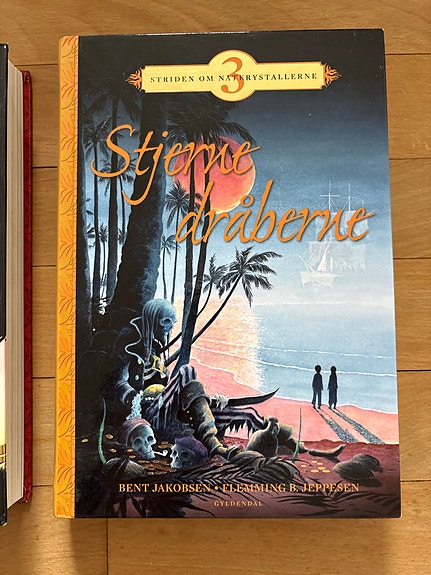 3
STRIDEN OM NATKRYSTALLERNE
Stjerne
dråberne
BENT JAKOBSEN • FLEMMING B. JEPPESEN
GYLDENDAL